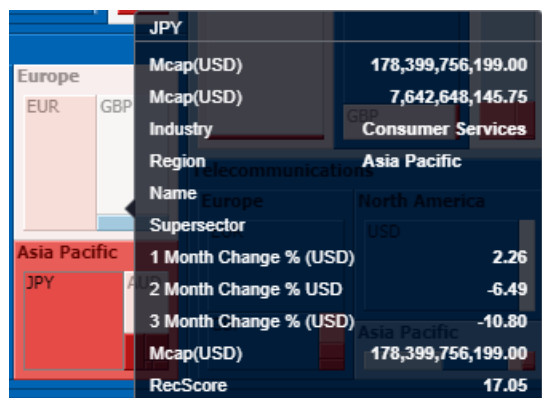 JPY
Mcap(USD) 178,399,756,199.00
Mcap(USD) 7,642,648,145.75
Industry Consumer Services
Region Asia Pacific
Name
Supersector
1 Month Change % (USD) 2.26
2 Month Change % USD -6.49
3 Month Change % (USD) -10.80
Mcap(USD) 178,399,756,199.00
RecScore 17.05
Europe
EUR GBP
Asia Pacific
JPY AUD
GBP
Telecommunications
Europe North America
USD
Asia Pacific